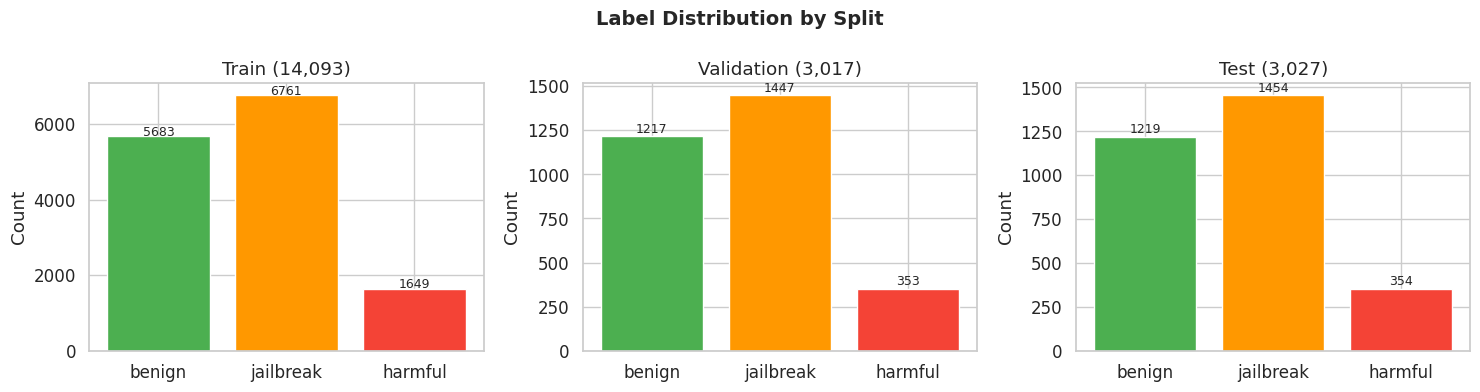 Label Distribution by Split
Train (14,093)
Count
6000
4000
2000
0
5683
6761
1649
benign
jailbreak
harmful
Validation (3,017)
Count
1500
1250
1000
750
500
250
0
1217
1447
353
benign
jailbreak
harmful
Test (3,027)
Count
1500
1250
1000
750
500
250
0
1219
1454
354
benign
jailbreak
harmful